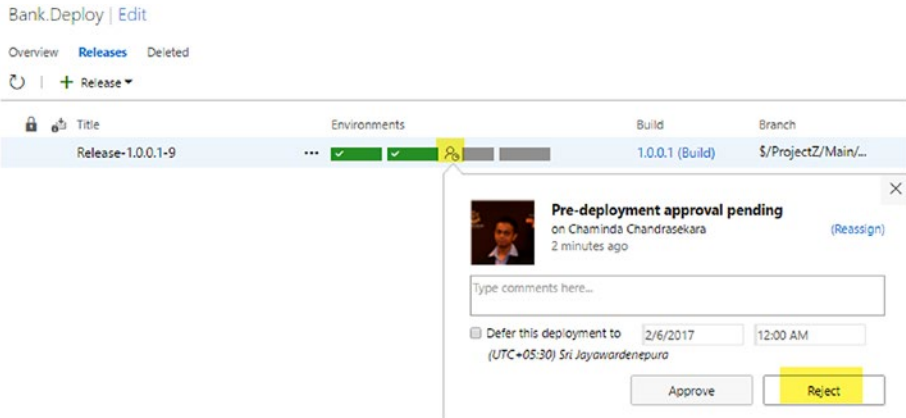 Bank.Deploy | Edit
Overview Releases Deleted
Release
Title Environments Build Branch
Release-1.0.0.1-9 ... 1.0.0.1 (Build) $/ProjectZ/Main/...
Pre-deployment approval pending
on Chaminda Chandrasekara (Reassign)
2 minutes ago
Type comments here...
Defer this deployment to 2/6/2017 12:00 AM
(UTC+05:30) Sri Jayawardenepura
Approve Reject